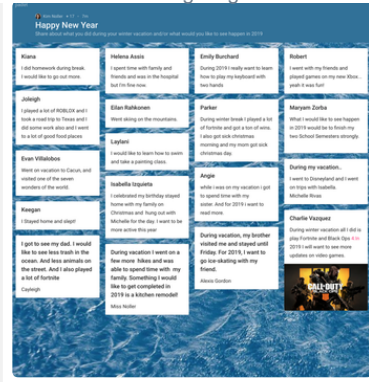 Happy New Year
Share about what you did during your winter vacation and/or what would you like to see happen in 2019
Kiana
I did homework during break.
I would like to go out more.
Joleigh
I played a lot of ROBLOX and I
took a road trip to Texas and I
did some work also and I went
to a lot of good food places
Evan Villalobos
Went on vacation to Cacun, and
visited one of the seven
wonders of the world.
Keegan
I Stayed home and slept!
I got to see my dad. I would
like to see less trash in the
ocean. And less animals on
the street. And I also played
a lot of fortnite
Cayleigh
Helena Assis
I spent time with family and
friends and was in the hospital
but I'm fine now.
Eilan Rahkonen
Went skiing on the mountains.
Laylani
I would like to learn how to swim
and take a painting class.
Isabella Izquieta
I celebrated my birthday stayed
home with my family on
Christmas and hung out with
Michelle for the day. I want to be
more active this year
During vacation I went on a
few more hikes and was
able to spend time with my
family. Something I would
like to get completed in
2019 is a kitchen remodel!
Miss Noller
Emily Burchard
During 2019 I really want to learn
how to play my keyboard with
two hands.
Parker
During winter break I played a lot
of fortnite and got a ton of wins.
I also got sick christmas
morning and my mom got sick
christmas day.
Angie
while i was on my vacation i got
to spend time with my
sister. And for 2019 I want to
read more.
During vacation, my brother
visited me and stayed until
Friday. For 2019, I want to
go ice-skating with my
friend.
Alexia Gordon
Robert
I went with my friends and
played games on my new Xbox...
yeah it was fun!
Maryam Zorba
What I would like to see happen
in 2019 would be to finish my
two School Semesters strongly.
During my vacation..
I went to Disneyland and I went
on trips with Isabella.
Michelle Rivas
Charlie Vazquez
During winter vacation all I did is
play Fortnite and Black Ops 4 in
2019 I will want to see more
updates on video games.
CALL OF DUTY
BLACK OPS